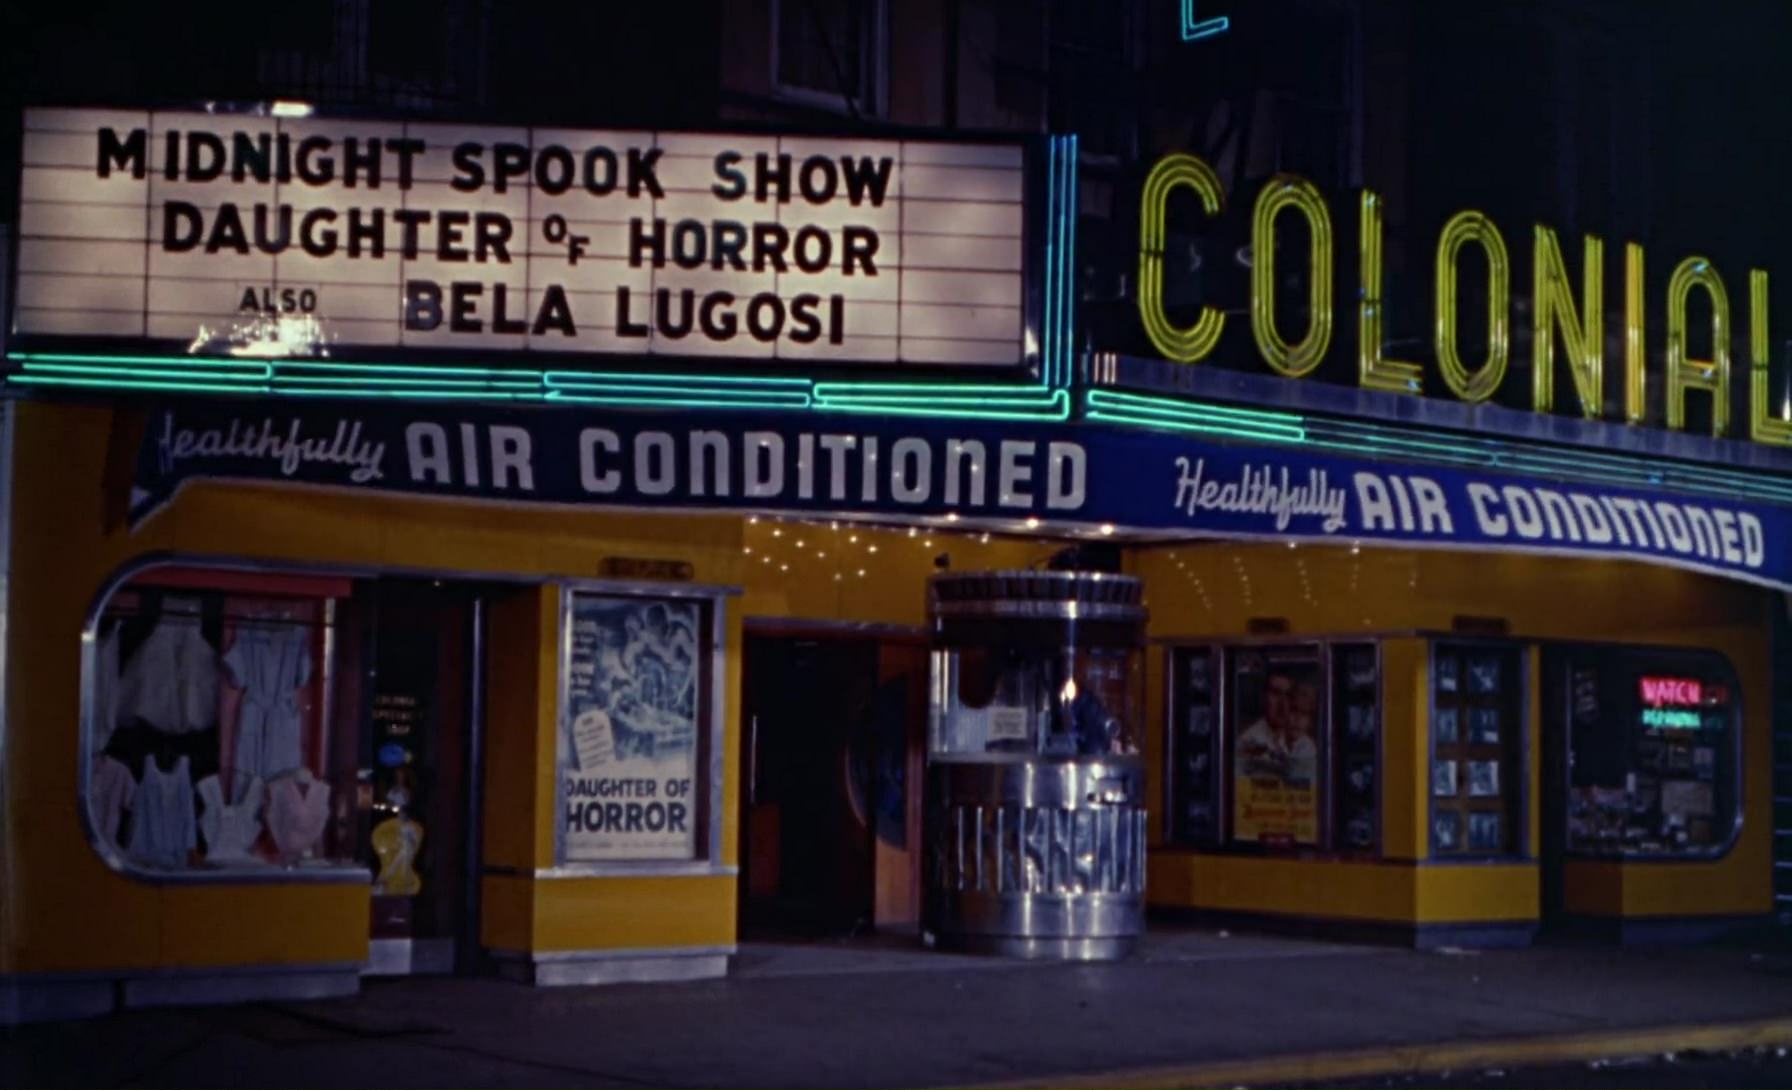 MIDNIGHT SPOOK SHOW
DAUGHTER OF HORROR
ALSO BELA LUGOSI
COLONIAL
Healthfully AIR CONDITIONED
Healthfully AIR CONDITIONED
DAUGHTER OF
HORROR
WATCH